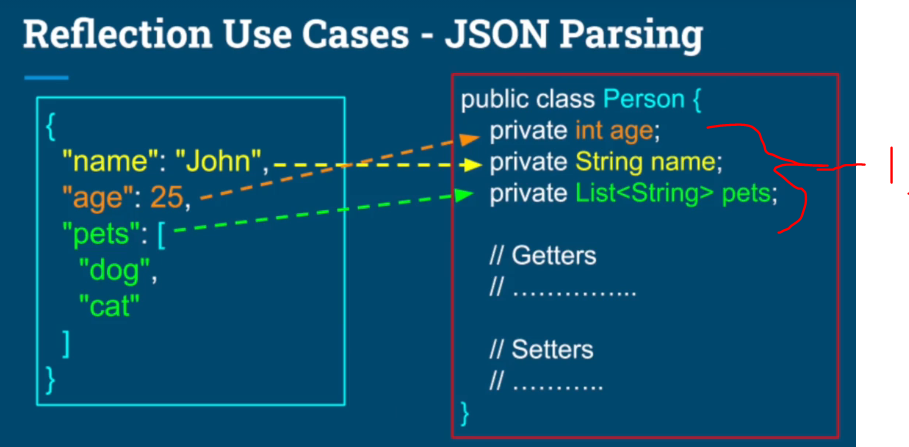 Reflection Use Cases - JSON Parsing
{
"name": "John",
"age": 25,
"pets": [
"dog",
"cat"
]
}
public class Person {
private int age;
private String name;
private List<String> pets;
// Getters
// ...............
// Setters
// ...........
}